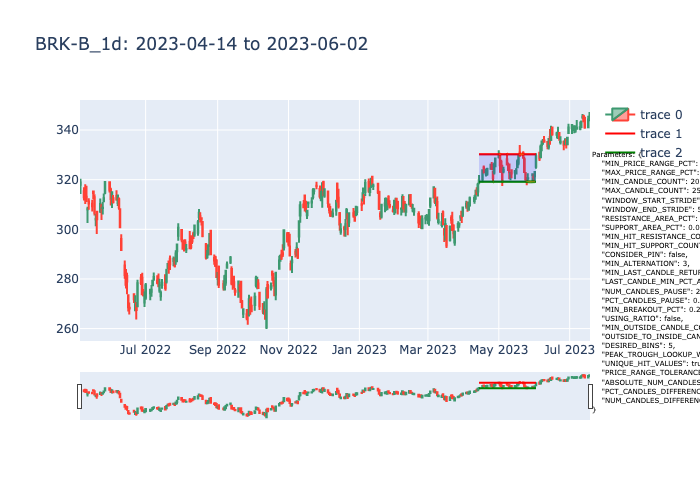 BRK-B_1d: 2023-04-14 to 2023-06-02
340
320
300
280
260
Jul 2022
Sep 2022
Nov 2022
Jan 2023
Mar 2023
May 2023
Jul 2023
trace 0
trace 1
trace 2
Parameters: {
"MIN_PRICE_RANGE_PCT":
"MAX_PRICE_RANGE_PCT":
"MIN_CANDLE_COUNT": 20
"MAX_CANDLE_COUNT": 25
"WINDOW_START_STRIDE"
"WINDOW_END_STRIDE": 5
"RESISTANCE_AREA_PCT":
"SUPPORT_AREA_PCT": 0.0
"MIN_HIT_RESISTANCE_CO
"MIN_HIT_SUPPORT_COUN
"CONSIDER_PIN": false,
"MIN_ALTERNATION": 3,
"MIN_LAST_CANDLE_RETUR
"LAST_CANDLE_MIN_PCT_A
"NUM_CANDLES_PAUSE": 2
"PCT_CANDLES_PAUSE": 0.
"MIN_BREAKOUT_PCT": 0.2
"USING_RATIO": false,
"MIN_OUTSIDE_CANDLE_CO
"OUTSIDE_TO_INSIDE_CAN
"DESIRED_BINS": 5,
"PEAK_TROUGH_LOOKUP_W
"UNIQUE_HIT_VALUES": tru
"PRICE_RANGE_TOLERANC
"ABSOLUTE_NUM_CANDLES
"PCT_CANDLES_DIFFERENC
"NUM_CANDLES_DIFFEREN
}